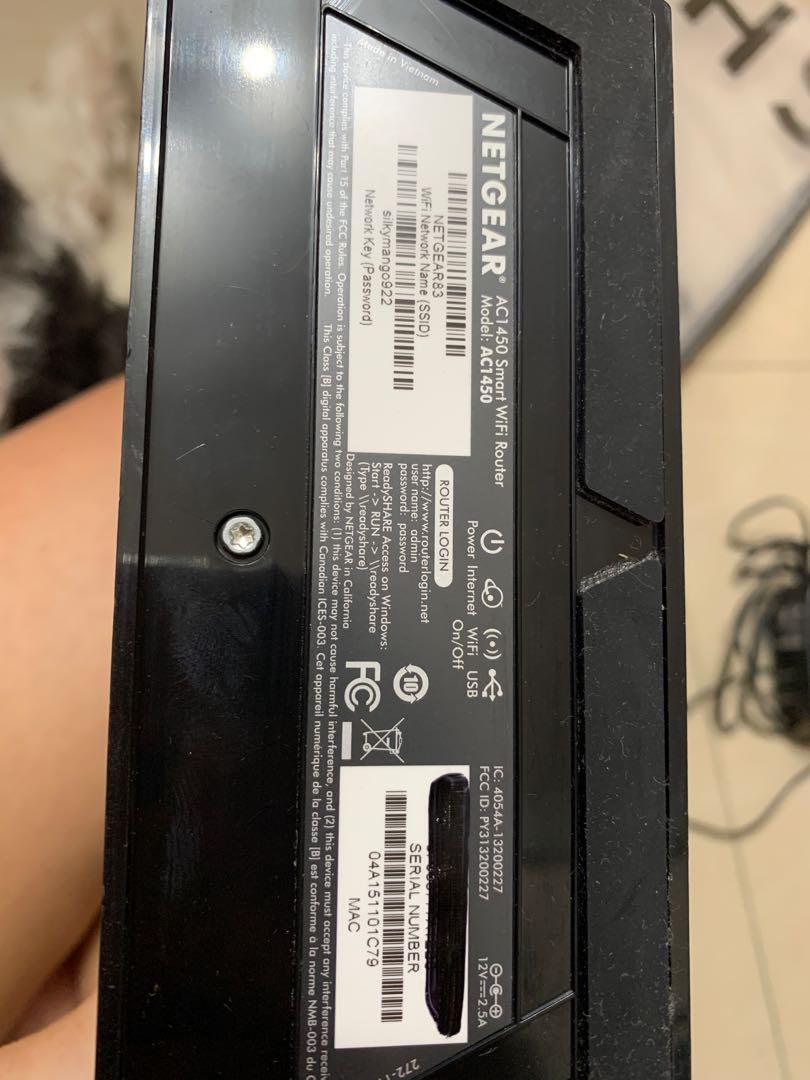 Made in Vietnam
NETGEAR®
AC1450 Smart WiFi Router
Model: AC1450
NETGEAR83
WiFi Network Name (SSID)
silkymango922
Network Key (Password)
Power Internet WiFi USB
On/Off
ROUTER LOGIN
http://www.routerlogin.net
user name: admin
password: password
ReadySHARE Access on Windows:
Start -> RUN -> \\readyshare
(Type \\readyshare)
Designed by NETGEAR in California
10
FC
IC: 4054A-13200227
FCC ID: PY313200227
12V 2.5A
SERIAL NUMBER
04A151101C79
MAC
This device complies with Part 15 of the FCC Rules. Operation is subject to the following two conditions: (1) this device may not cause harmful interference, and (2) this device must accept any interference
including interference that may cause undesired operation. This Class [B] digital apparatus complies with Canadian ICES-003. Cet appareil numérique de la classe [B] est conforme à la norme NMB-003 du
H